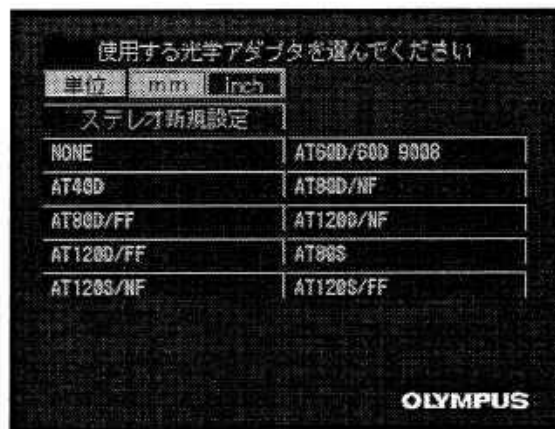 使用する光学アダプタを選んでください
単位 mm inch
ステレオ新規設定
NONE AT60D/60D 9008
AT40D AT80D/NF
AT80D/FF AT120D/NF
AT120D/FF AT80S
AT120S/NF AT120S/FF
OLYMPUS